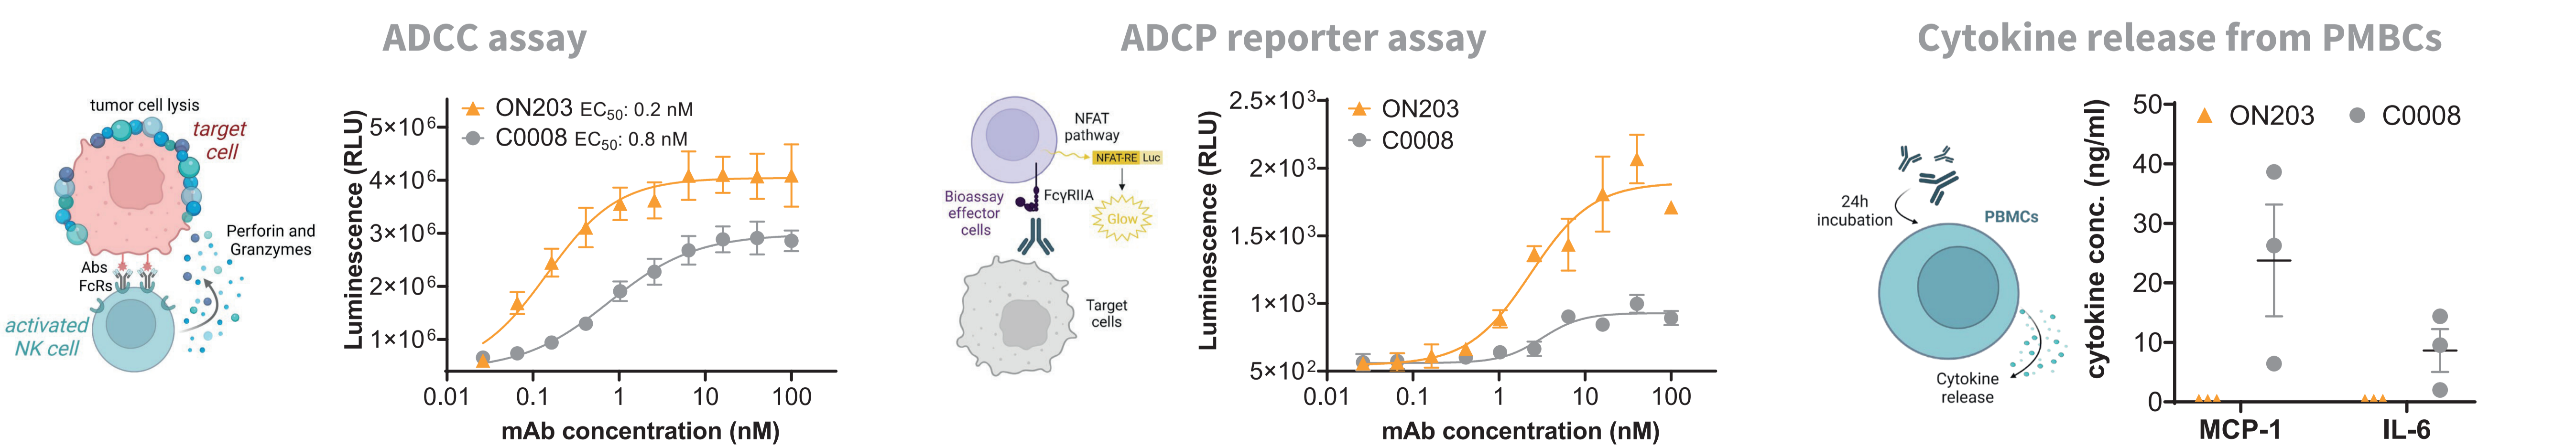 ADCC assay
tumor cell lysis
target
cell
Perforin and
Granzymes
Abs
FcRs
activated
NK cell
Luminescence (RLU)
ON203 EC₅₀: 0.2 nM
C0008 EC₅₀: 0.8 nM
5×10⁶
4×10⁶
3×10⁶
2×10⁶
1×10⁶
0.01 0.1 1 10 100
mAb concentration (nM)
ADCP reporter assay
NFAT
pathway
NFAT-RE Luc
Bioassay
effector
cells
FcγRIIA
Glow
Target
cells
Luminescence (RLU)
ON203
C0008
2.5×10³
2×10³
1.5×10³
1×10³
5×10²
0.01 0.1 1 10 100
mAb concentration (nM)
Cytokine release from PMBCs
24h
incubation
PBMCs
Cytokine
release
cytokine conc. (ng/ml)
ON203 C0008
50
40
30
20
10
0
MCP-1 IL-6